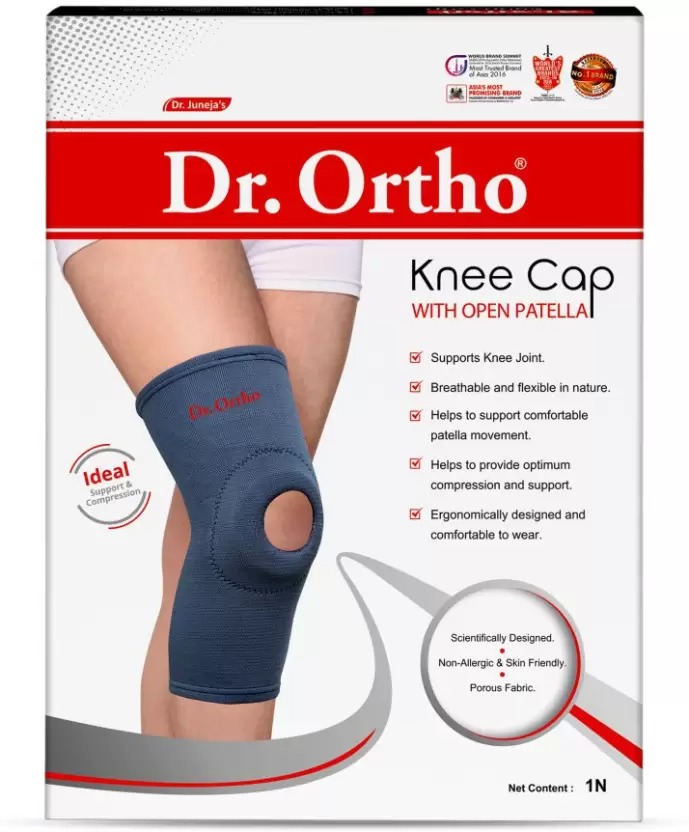 WORLD BRAND SUMMIT
Most Trusted Brand
of Asia 2016
ASIA'S MOST
PROMISING BRAND
WORLD'S
GREATEST
BRANDS
NO.1 BRAND
Dr. Juneja's
Dr. Ortho®
Knee Cap
WITH OPEN PATELLA
Supports Knee Joint.
Breathable and flexible in nature.
Helps to support comfortable
patella movement.
Helps to provide optimum
compression and support.
Ergonomically designed and
comfortable to wear.
Dr. Ortho
Ideal
Support &
Compression
Scientifically Designed.
Non-Allergic & Skin Friendly.
Porous Fabric.
Net Content : 1N